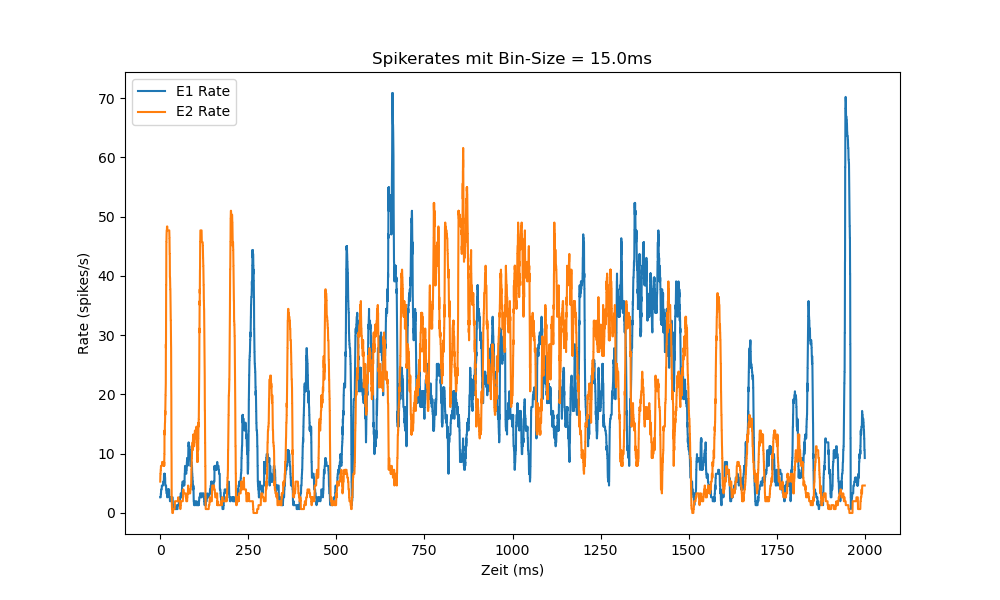 Spikerates mit Bin-Size = 15.0ms
E1 Rate
E2 Rate
70
60
50
40
30
20
10
0
Rate (spikes/s)
0 250 500 750 1000 1250 1500 1750 2000
Zeit (ms)